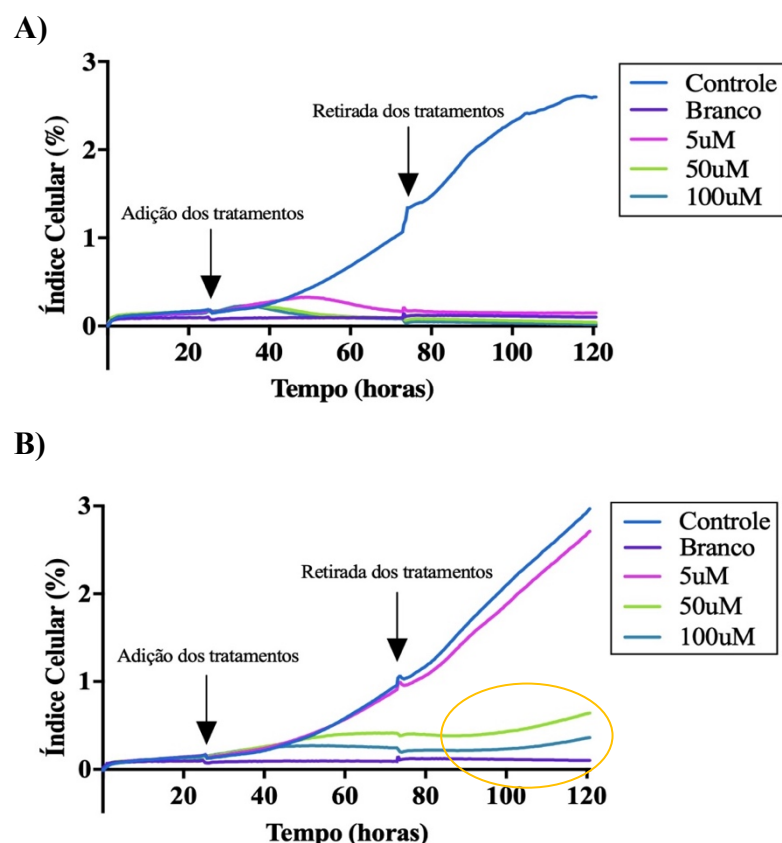 A)
3
2
1
0
Índice Celular (%)
Retirada dos tratamentos
Adição dos tratamentos
20
40
60
80
100
120
Tempo (horas)
Controle
Branco
5uM
50uM
100uM
B)
3
2
1
0
Índice Celular (%)
Retirada dos tratamentos
Adição dos tratamentos
20
40
60
80
100
120
Tempo (horas)
Controle
Branco
5uM
50uM
100uM